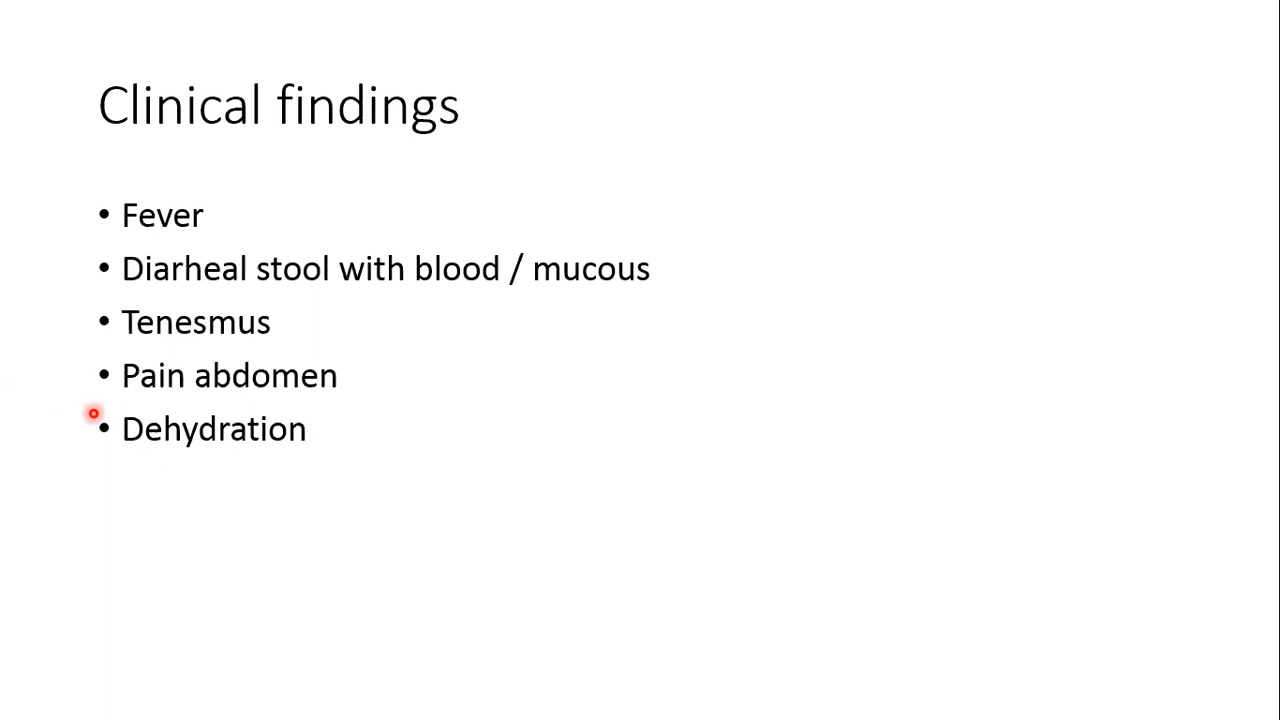 Clinical findings
• Fever
• Diarheal stool with blood / mucous
• Tenesmus
• Pain abdomen
• Dehydration